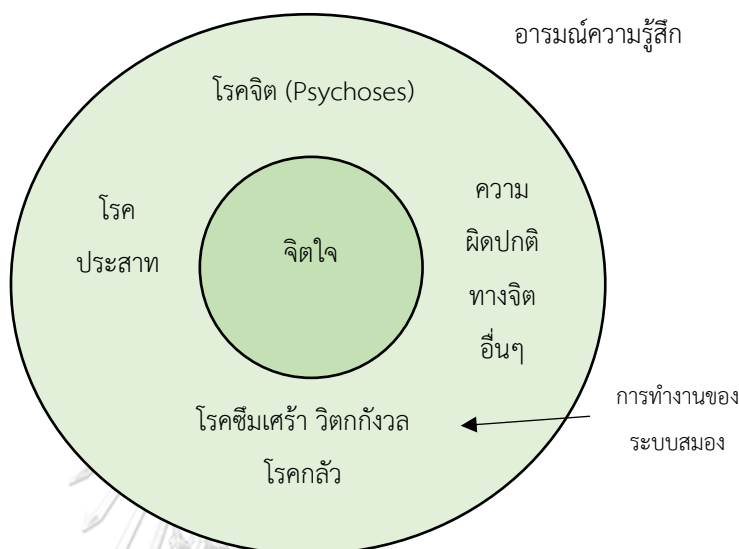 อารมณ์ความรู้สึก
โรคจิต (Psychoses)
โรค
ประสาท
จิตใจ
ความ
ผิดปกติ
ทางจิต
อื่นๆ
โรคซึมเศร้า วิตกกังวล
โรคกลัว
การทำงานของ
ระบบสมอง